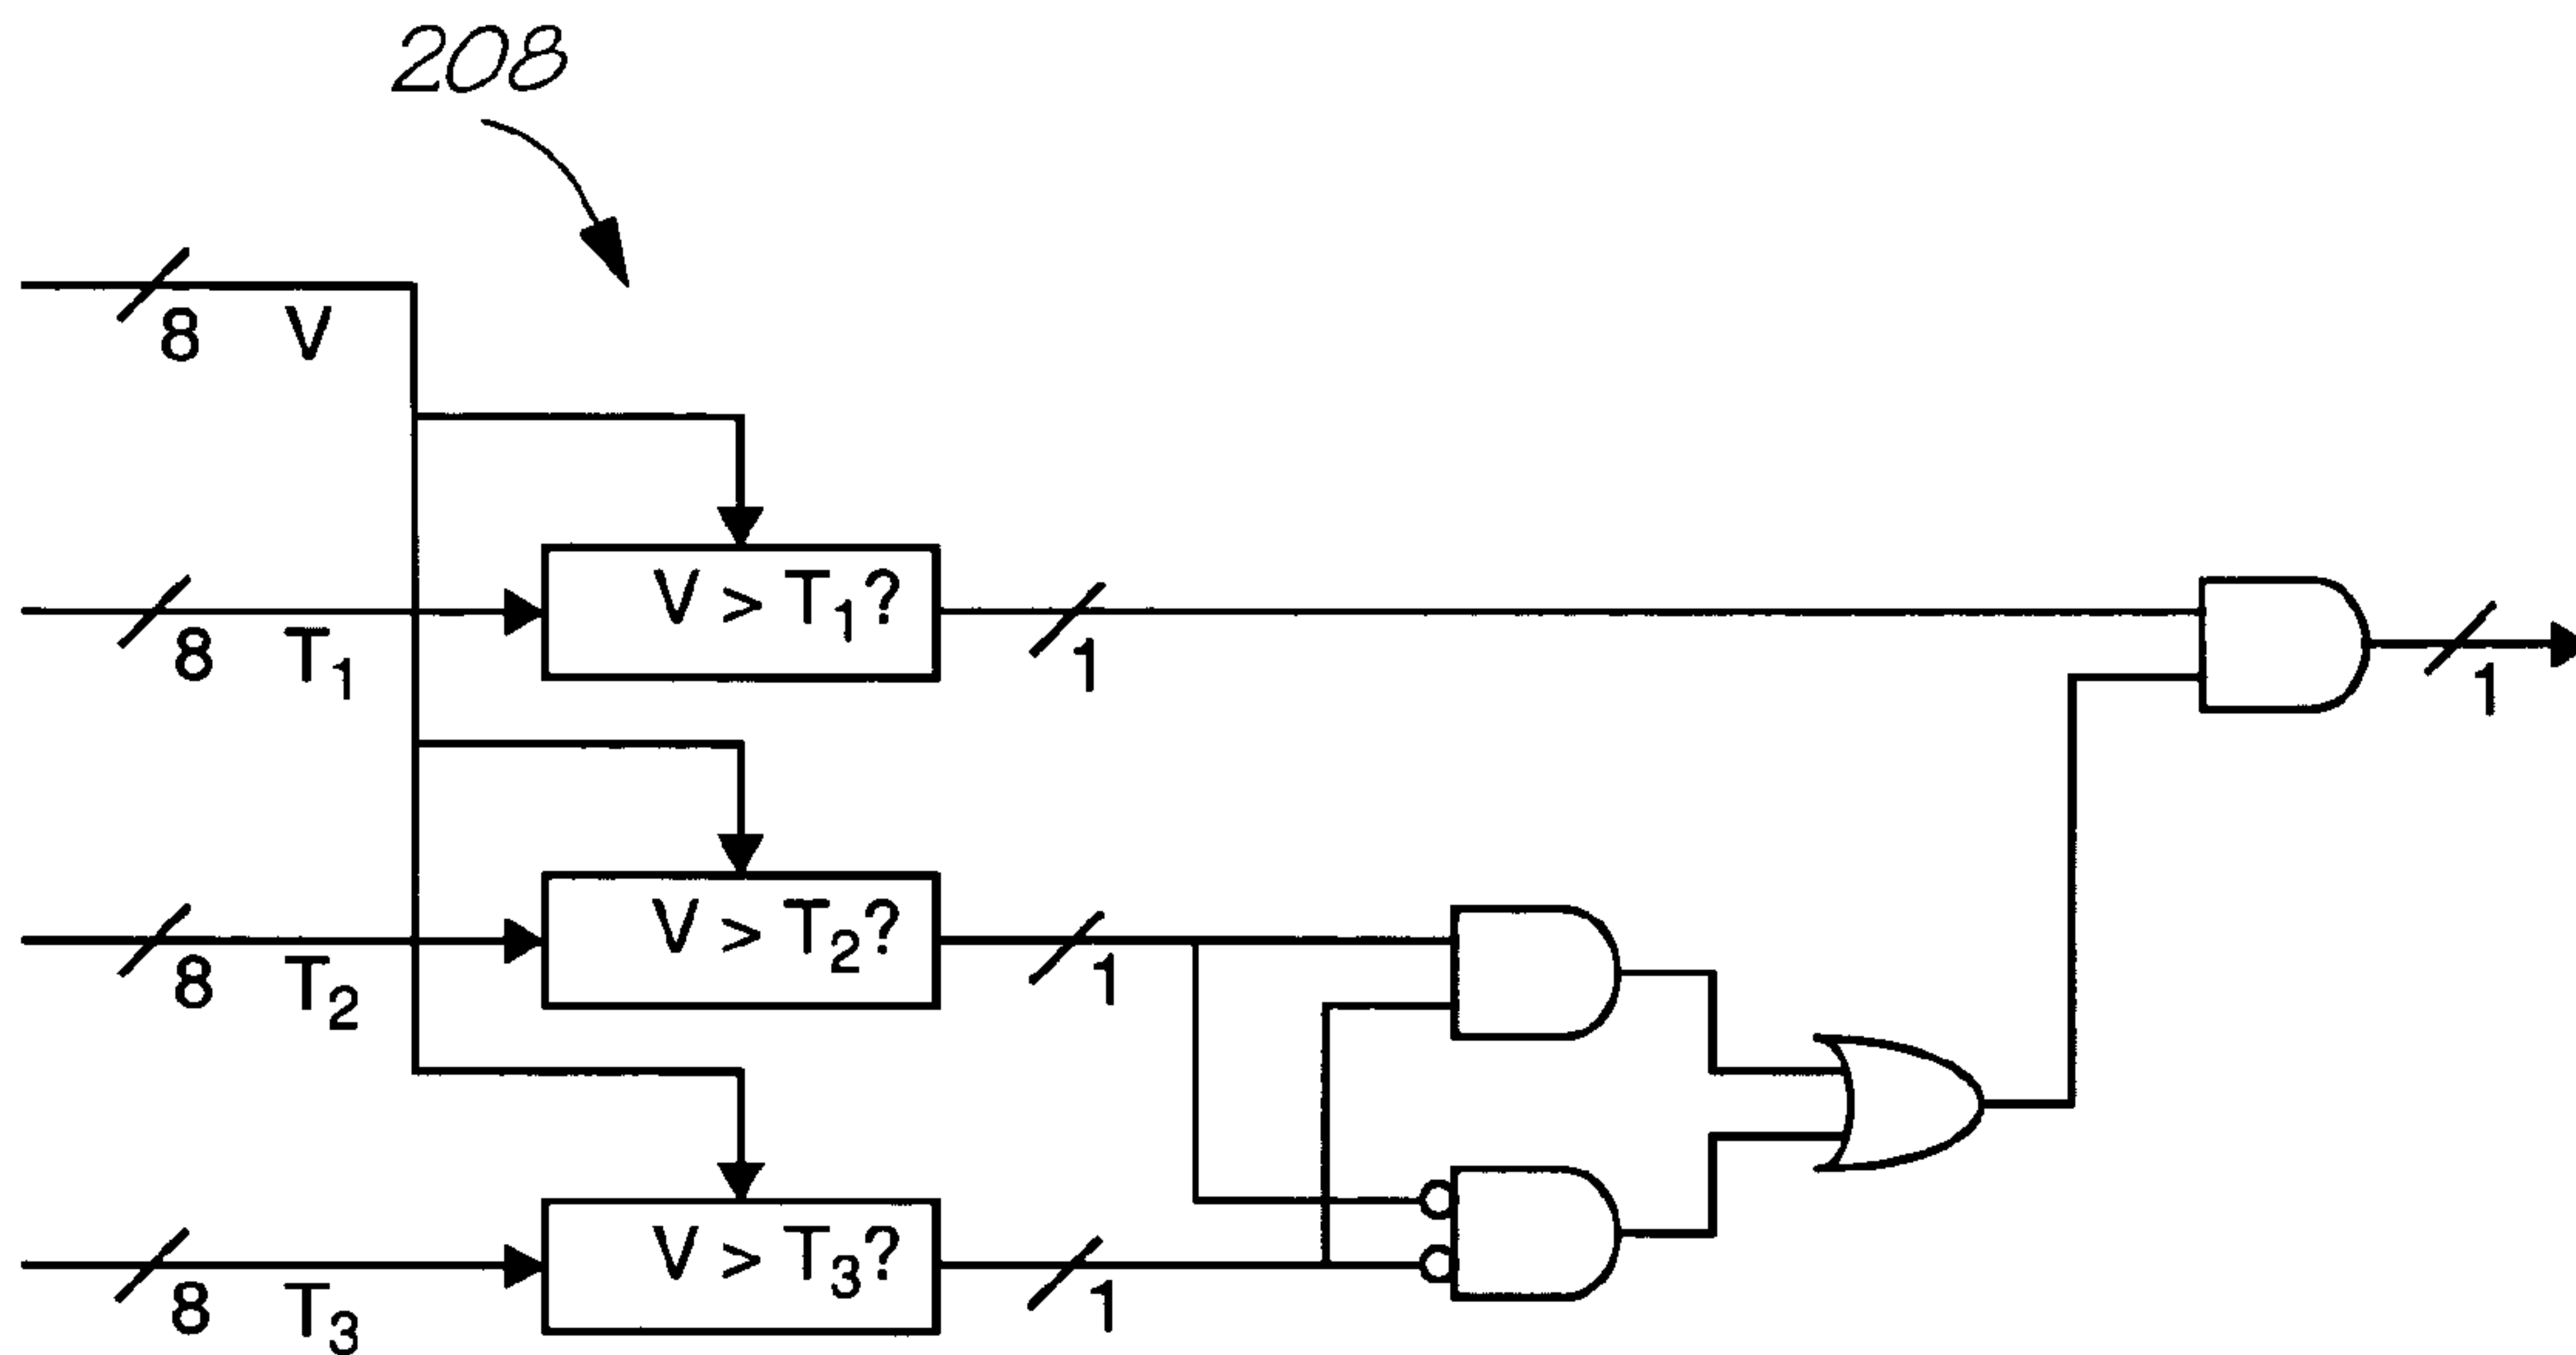 208
8 V
V > T₁?
8 T₁ 1
1
V > T₂?
8 T₂ 1
V > T₃?
8 T₃ 1